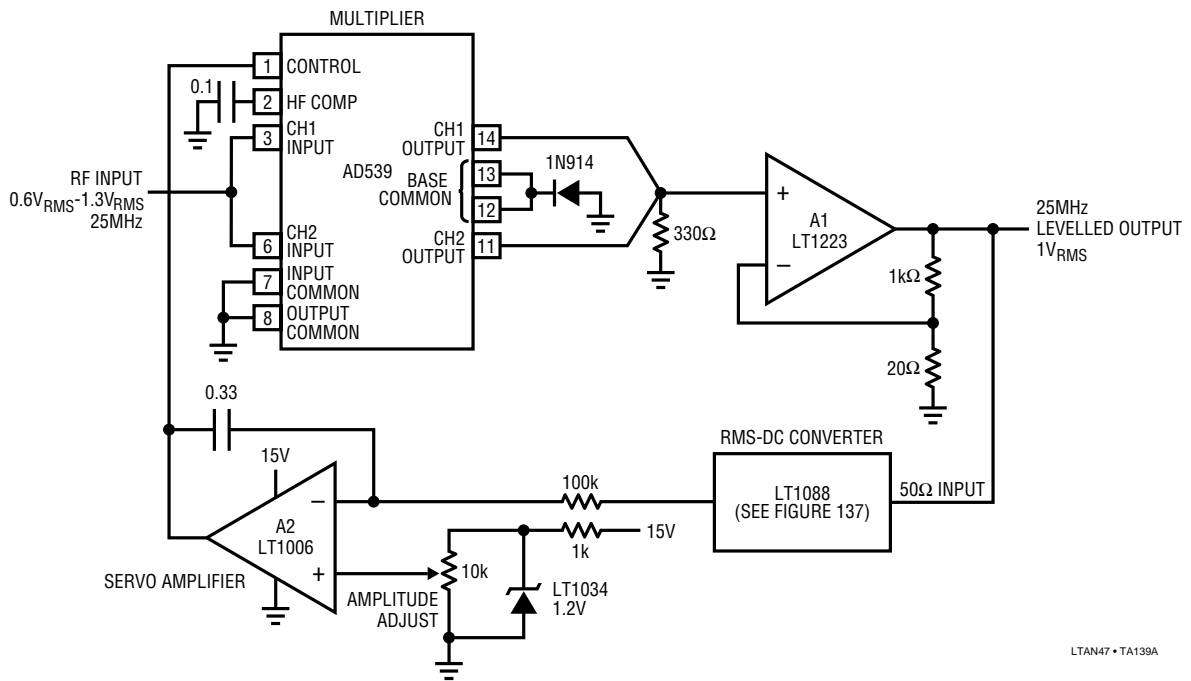 MULTIPLIER
1
CONTROL
0.1
2
HF COMP
3
CH1
INPUT
RF INPUT
0.6VRMS-1.3VRMS
25MHz
6
CH2
INPUT
7
INPUT
COMMON
8
OUTPUT
COMMON
AD539
CH1
OUTPUT
14
BASE
COMMON
13
12
CH2
OUTPUT
11
1N914
330Ω
+
A1
LT1223
−
25MHz
LEVELLED OUTPUT
1VRMS
1kΩ
20Ω
0.33
15V
−
A2
LT1006
+
SERVO AMPLIFIER
AMPLITUDE
ADJUST
10k
100k
1k
15V
LT1034
1.2V
RMS-DC CONVERTER
LT1088
(SEE FIGURE 137)
50Ω INPUT
LTAN47 • TA139A